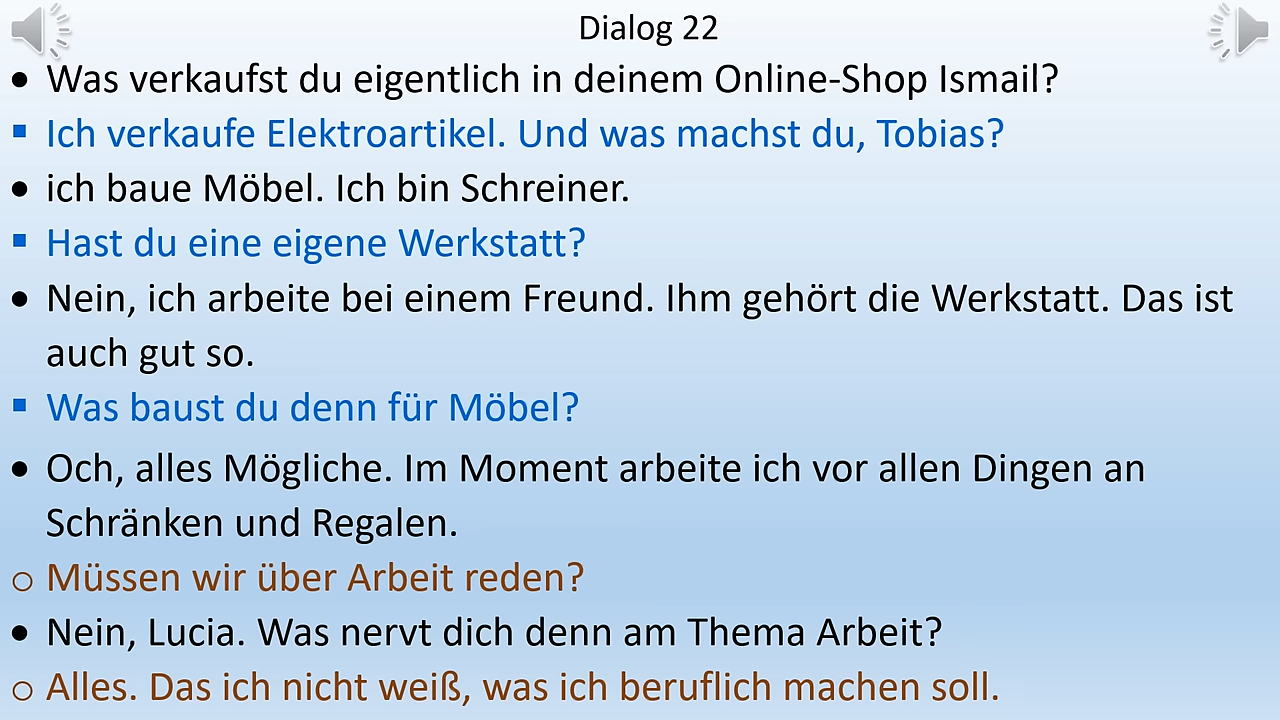 Dialog 22
• Was verkaufst du eigentlich in deinem Online-Shop Ismail?
▪ Ich verkaufe Elektroartikel. Und was machst du, Tobias?
• ich baue Möbel. Ich bin Schreiner.
▪ Hast du eine eigene Werkstatt?
• Nein, ich arbeite bei einem Freund. Ihm gehört die Werkstatt. Das ist
auch gut so.
▪ Was baust du denn für Möbel?
• Och, alles Mögliche. Im Moment arbeite ich vor allen Dingen an
Schränken und Regalen.
o Müssen wir über Arbeit reden?
• Nein, Lucia. Was nervt dich denn am Thema Arbeit?
o Alles. Das ich nicht weiß, was ich beruflich machen soll.